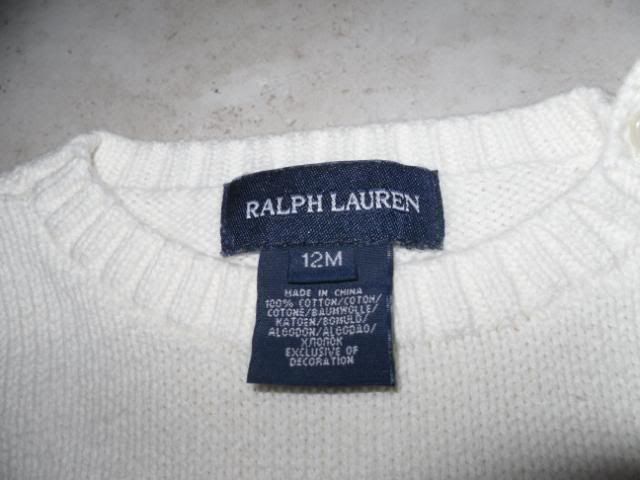 RALPH LAUREN
12M
MADE IN CHINA
100% COTTON/COTON/
COTONE/BAUMWOLLE/
KATOEN/BOMULD/
ALGODON/ALGODAO/
ХЛОПОК
EXCLUSIVE OF
DECORATION